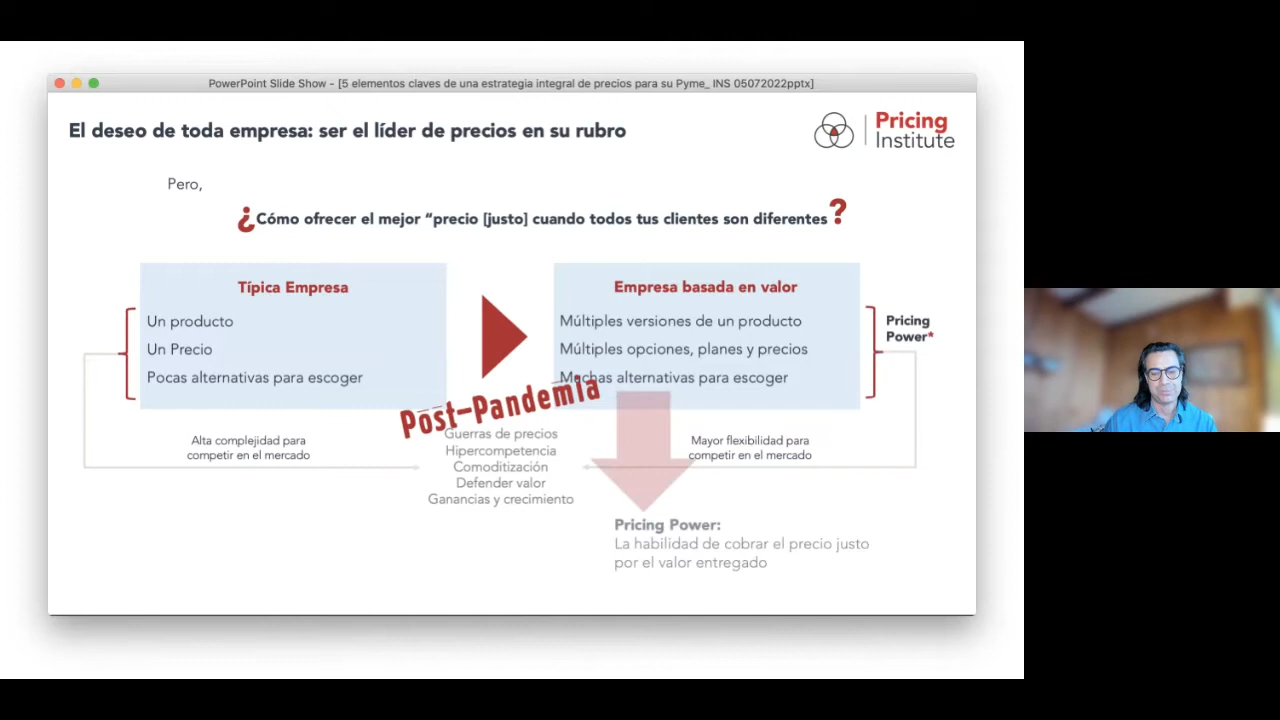 PowerPoint Slide Show - [5 elementos claves de una estrategia integral de precios para su Pyme_ INS 05072022pptx]
El deseo de toda empresa: ser el líder de precios en su rubro
Pricing
Institute
Pero,
¿Cómo ofrecer el mejor “precio [justo] cuando todos tus clientes son diferentes?
Típica Empresa
Un producto
Un Precio
Pocas alternativas para escoger
Empresa basada en valor
Múltiples versiones de un producto
Múltiples opciones, planes y precios
Muchas alternativas para escoger
Pricing
Power*
Post-Pandemia
Alta complejidad para
competir en el mercado
Guerras de precios
Hipercompetencia
Comoditización
Defender valor
Ganancias y crecimiento
Mayor flexibilidad para
competir en el mercado
Pricing Power:
La habilidad de cobrar el precio justo
por el valor entregado